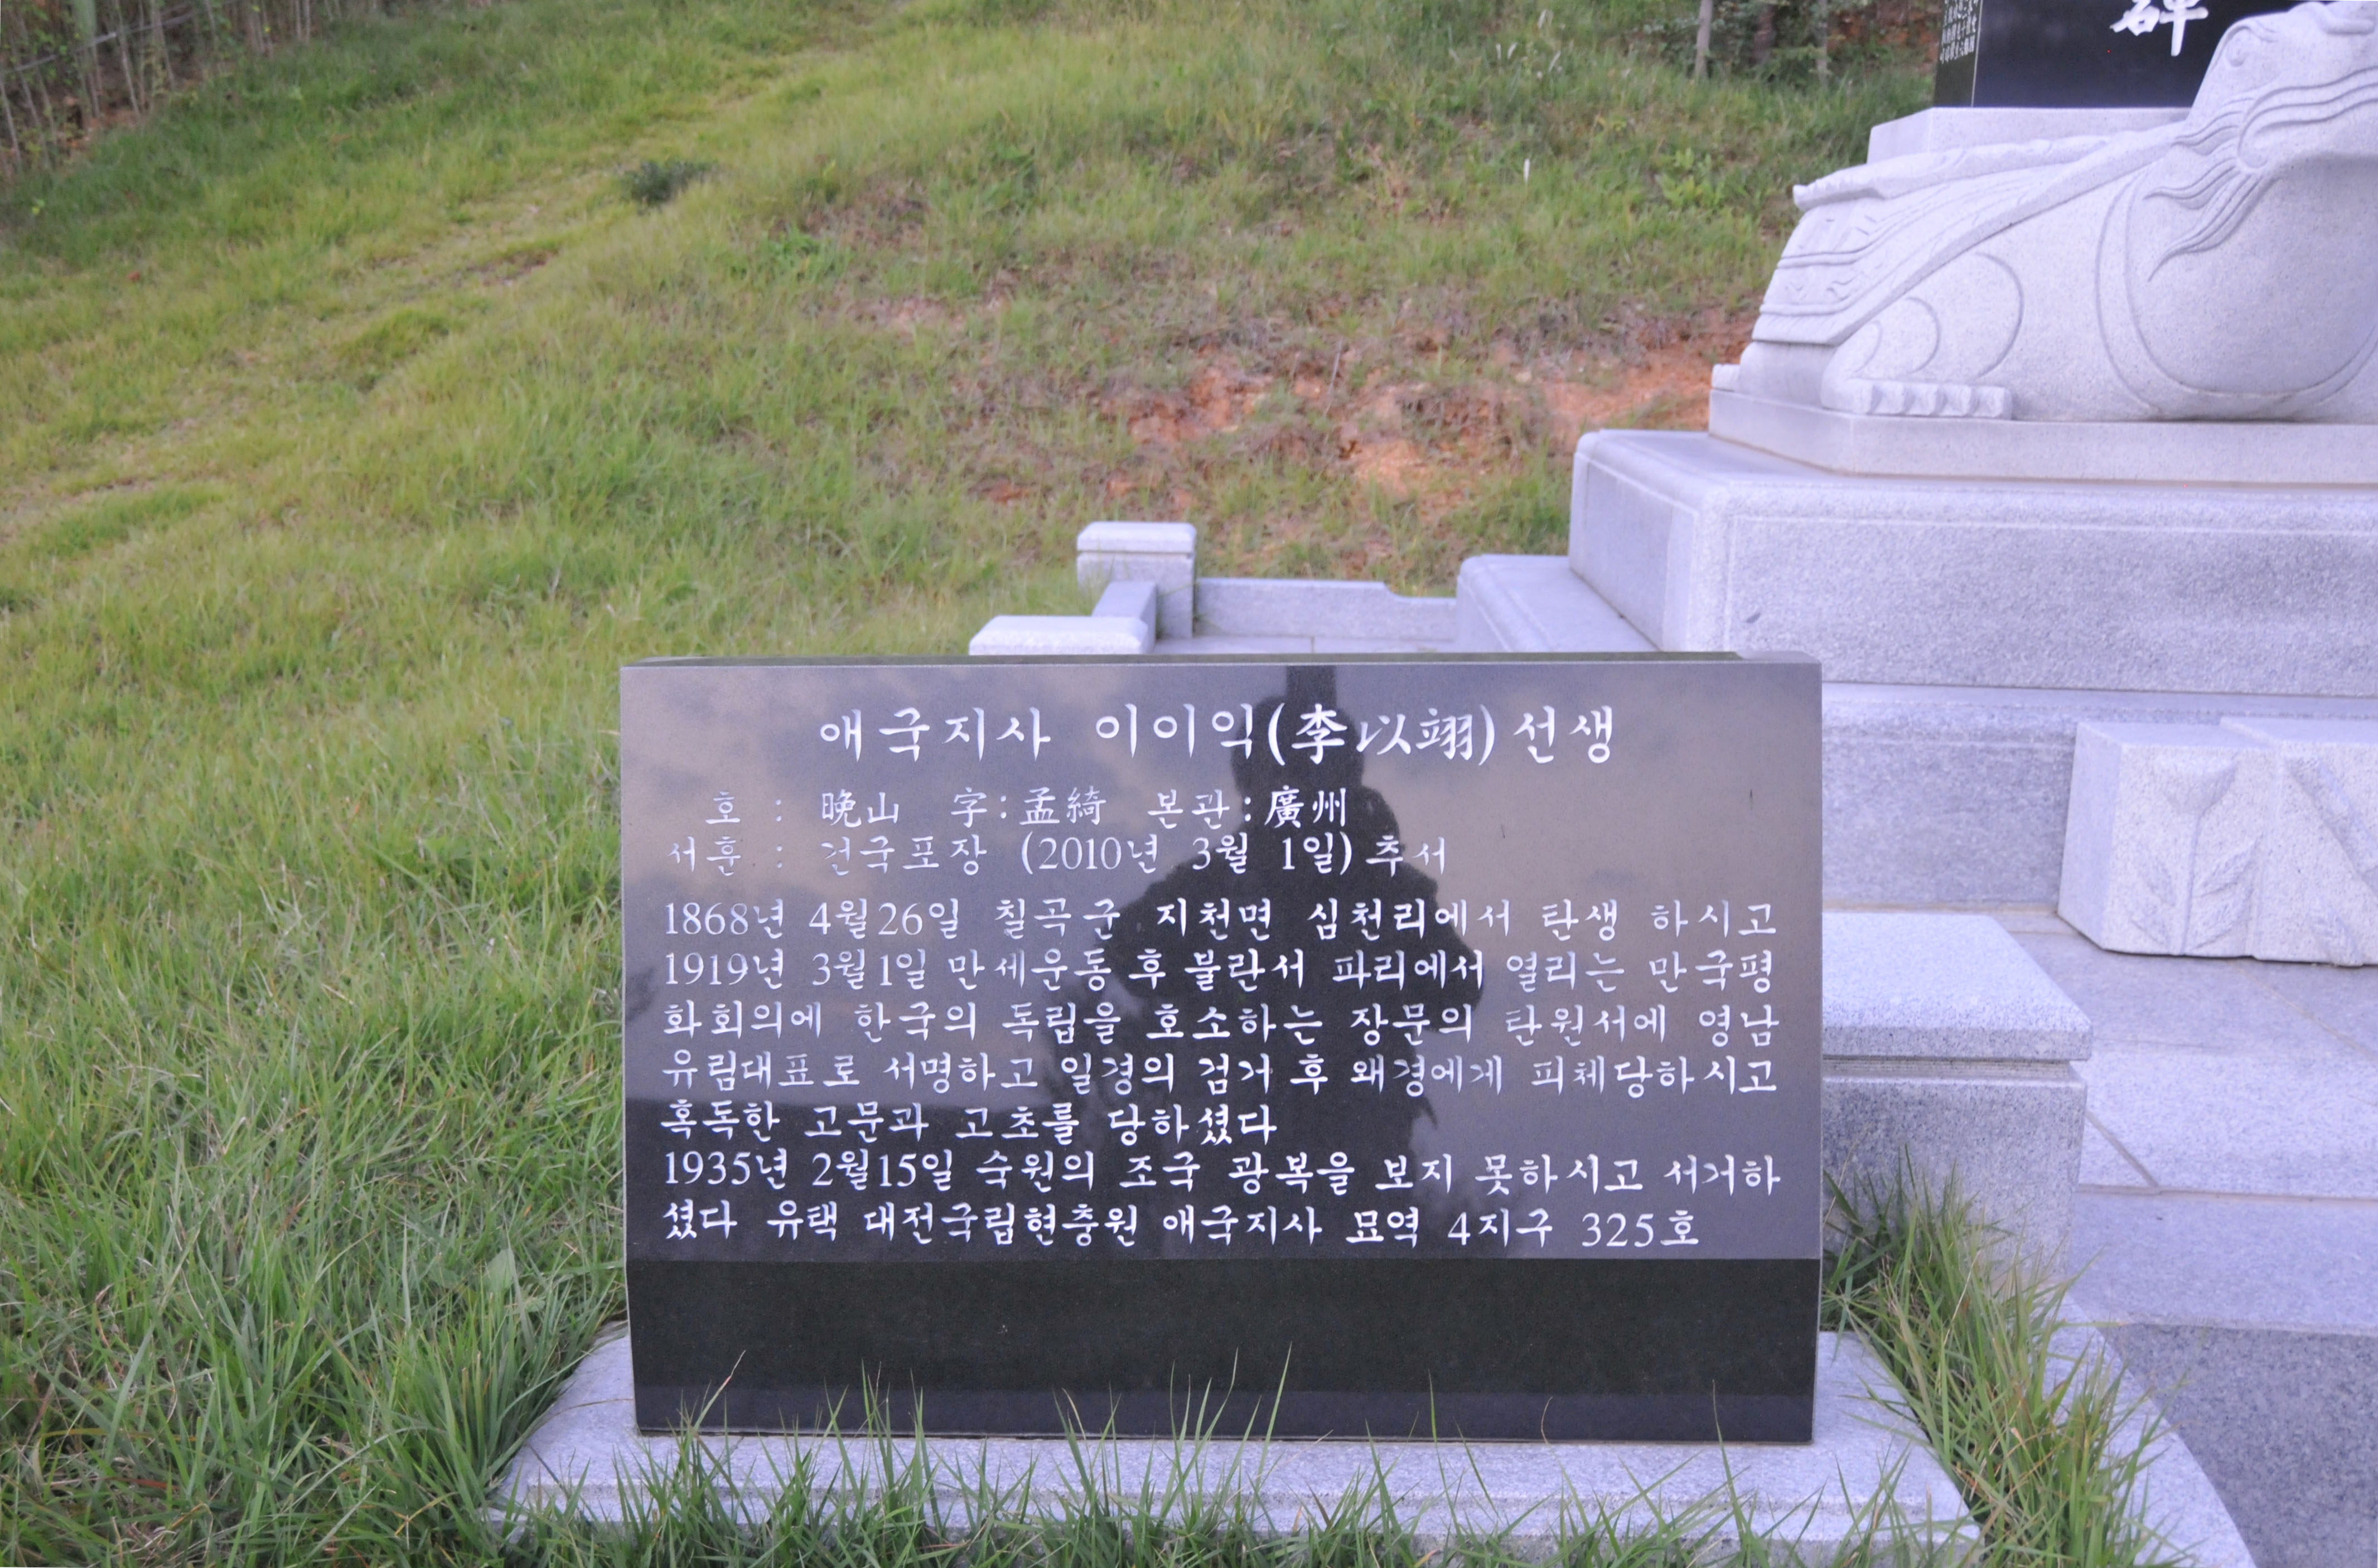 碑
애국지사 이이익(李以翊)선생
호 : 晩山 字:孟綺 본관:廣州
서훈 : 건국포장 (2010년 3월 1일)추서
1868년 4월26일 칠곡군 지천면 심천리에서 탄생 하시고
1919년 3월1일 만세운동 후 불란서 파리에서 열리는 만국평
화회의에 한국의 독립을 호소하는 장문의 탄원서에 영남
유림대표로 서명하고 일경의 검거 후 왜경에게 피체당하시고
혹독한 고문과 고초를 당하셨다
1935년 2월15일 숙원의 조국 광복을 보지 못하시고 서거하
셨다 유택 대전국립현충원 애국지사 묘역 4지구 325호